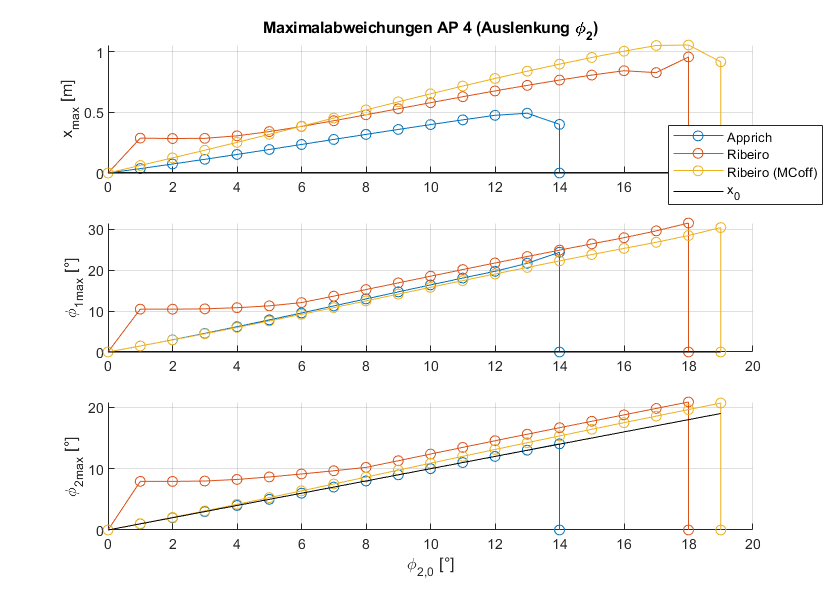 Maximalabweichungen AP 4 (Auslenkung ϕ2)
xmax [m]
1
0.5
0
0 2 4 6 8 10 12 14 16
Apprich
Ribeiro
Ribeiro (MCoff)
x0
ϕ1max [°]
30
20
10
0
0 2 4 6 8 10 12 14 16 18 20
ϕ2max [°]
20
10
0
0 2 4 6 8 10 12 14 16 18 20
ϕ2,0 [°]